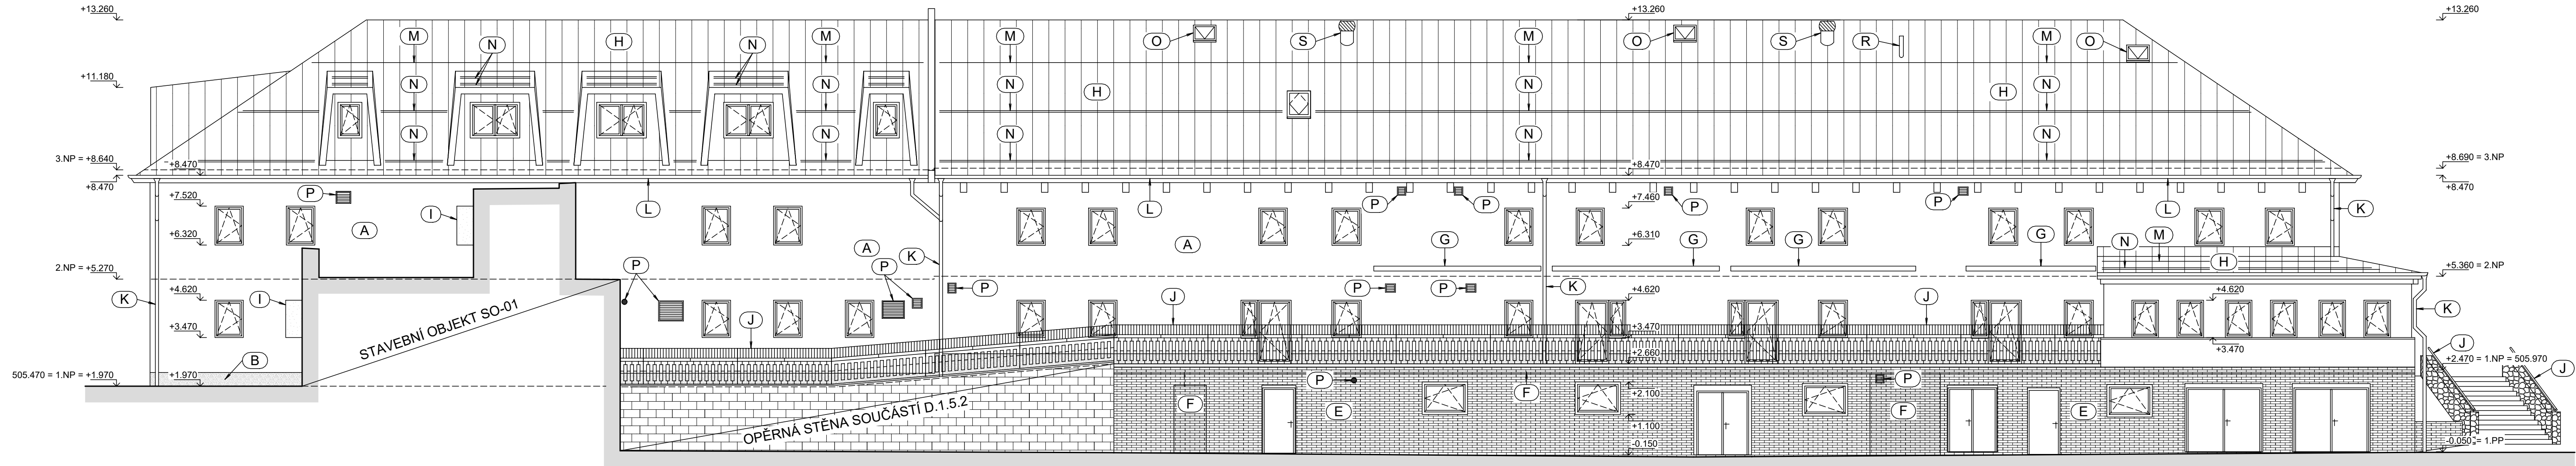 +13.260
+13.260
+13.260
M N H N M M O S M O S R M O
+11.180
N N N H N H N
N N N N N
3.NP = +8.640
+8.470
+8.470
+8.690 = 3.NP
+8.470
+8.470
P P P P P
+7.520
I L L +7.460 L K
A
+6.320
A A K G +6.310 G G G N M H
2.NP = +5.270
P P
+5.360 = 2.NP
K +4.620 I P P P K +4.620 +4.620
J J J K
+3.470
STAVEBNÍ OBJEKT SO-01
+3.470
+3.470
J
B
+2.660
+2.470 = 1.NP = 505.970
J
505.470 = 1.NP = +1.970
+1.970
P P
F F +2.100
OPĚRNÁ STĚNA SOUČÁSTÍ D.1.5.2
F E F E
+1.100
-0.150
-0.050 = 1.PP